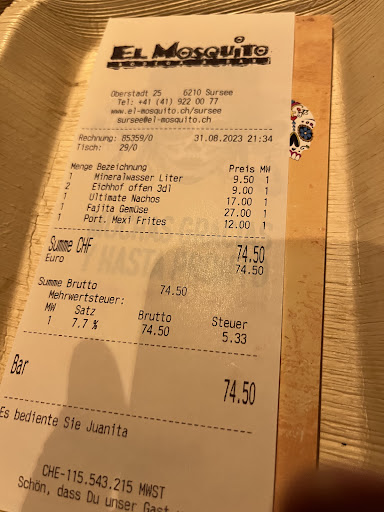 EL MOSQUITO
Oberstadt 25 6210 Sursee
Tel: +41 (41) 922 00 77
www.el-mosquito.ch/sursee
sursee@el-mosquito.ch
Rechnung: 85359/0 31.08.2023 21:34
Tisch: 29/0
Menge Bezeichnung Preis MW
1 Mineralwasser Liter 9.50 1
2 Eichhof offen 3dl 9.00 1
1 Ultimate Nachos 17.00 1
1 Fajita Gemüse 27.00 1
1 Port. Mexi Frites 12.00 1
Summe CHF 74.50
Euro 74.50
Summe Brutto 74.50
Mehrwertsteuer:
MW Satz Brutto Steuer
1 7.7 % 74.50 5.33
Bar 74.50
Es bediente Sie Juanita
CHE-115.543.215 MWST
Schön, dass Du unser Gast